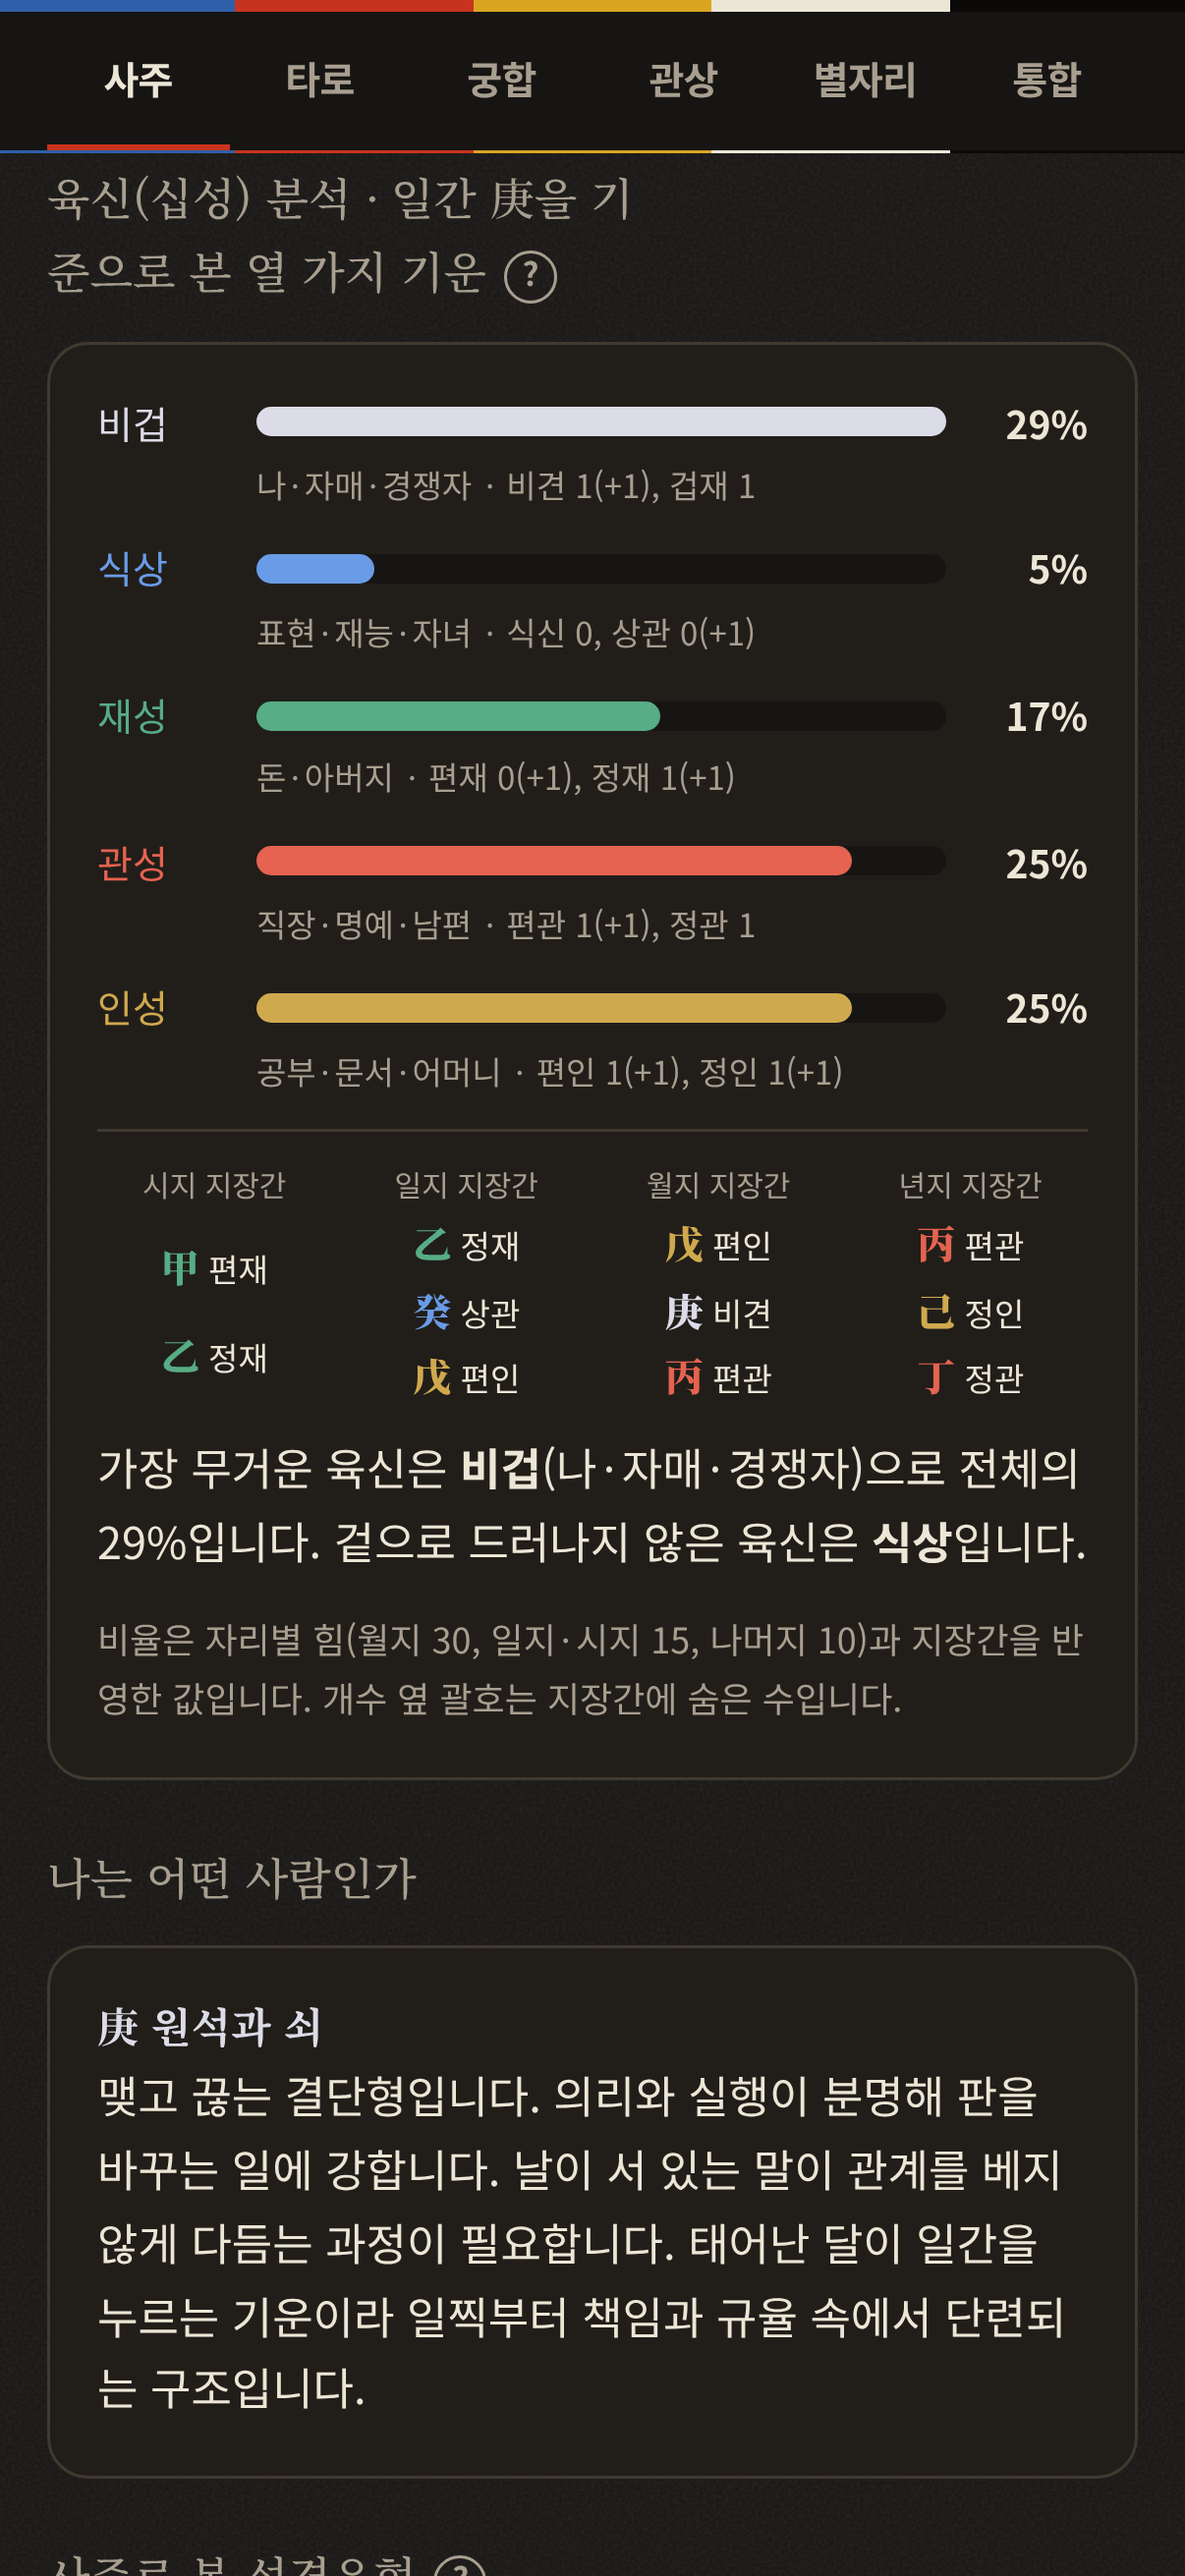 사주 타로 궁합 관상 별자리 통합
육신(십성) 분석 · 일간 庚을 기
준으로 본 열 가지 기운 ?
비겁 29%
나·자매·경쟁자 · 비견 1(+1), 겁재 1
식상 5%
표현·재능·자녀 · 식신 0, 상관 0(+1)
재성 17%
돈·아버지 · 편재 0(+1), 정재 1(+1)
관성 25%
직장·명예·남편 · 편관 1(+1), 정관 1
인성 25%
공부·문서·어머니 · 편인 1(+1), 정인 1(+1)
시지 지장간 일지 지장간 월지 지장간 년지 지장간
甲 편재 乙 정재 戊 편인 丙 편관
乙 정재 癸 상관 庚 비견 己 정인
戊 편인 丙 편관 丁 정관
가장 무거운 육신은 비겁(나·자매·경쟁자)으로 전체의
29%입니다. 겉으로 드러나지 않은 육신은 식상입니다.
비율은 자리별 힘(월지 30, 일지·시지 15, 나머지 10)과 지장간을 반
영한 값입니다. 개수 옆 괄호는 지장간에 숨은 수입니다.
나는 어떤 사람인가
庚 원석과 쇠
맺고 끊는 결단형입니다. 의리와 실행이 분명해 판을
바꾸는 일에 강합니다. 날이 서 있는 말이 관계를 베지
않게 다듬는 과정이 필요합니다. 태어난 달이 일간을
누르는 기운이라 일찍부터 책임과 규율 속에서 단련되
는 구조입니다.
사주로 본 성격유형 ?